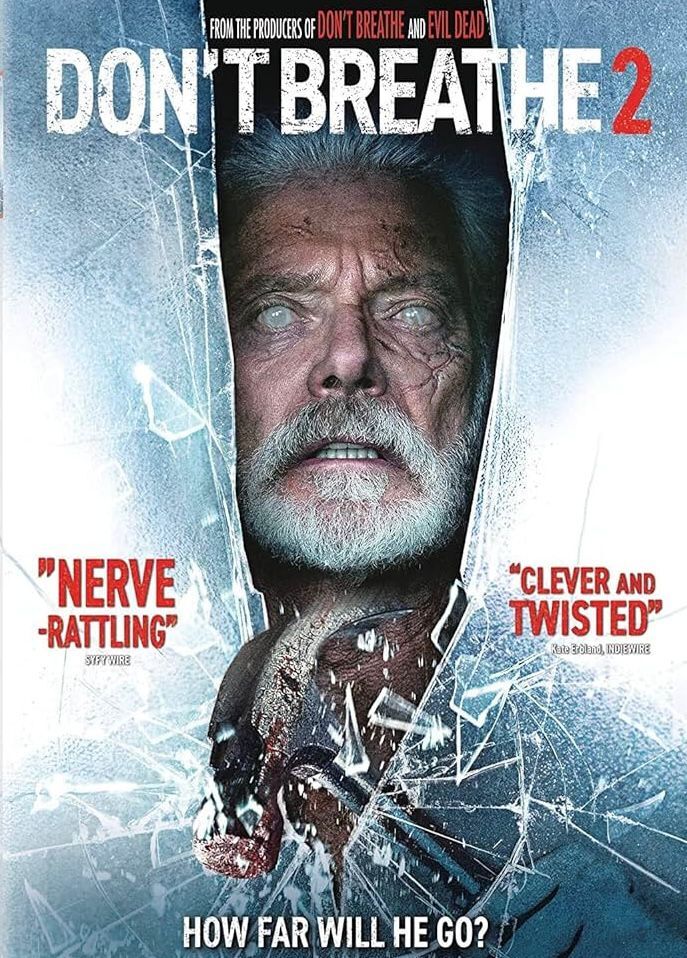 FROM THE PRODUCERS OF DON'T BREATHE AND EVIL DEAD
DON'T BREATHE 2
"NERVE
-RATTLING"
SYFY WIRE
"CLEVER AND
TWISTED"
Kate Erbland, INDIEWIRE
HOW FAR WILL HE GO?